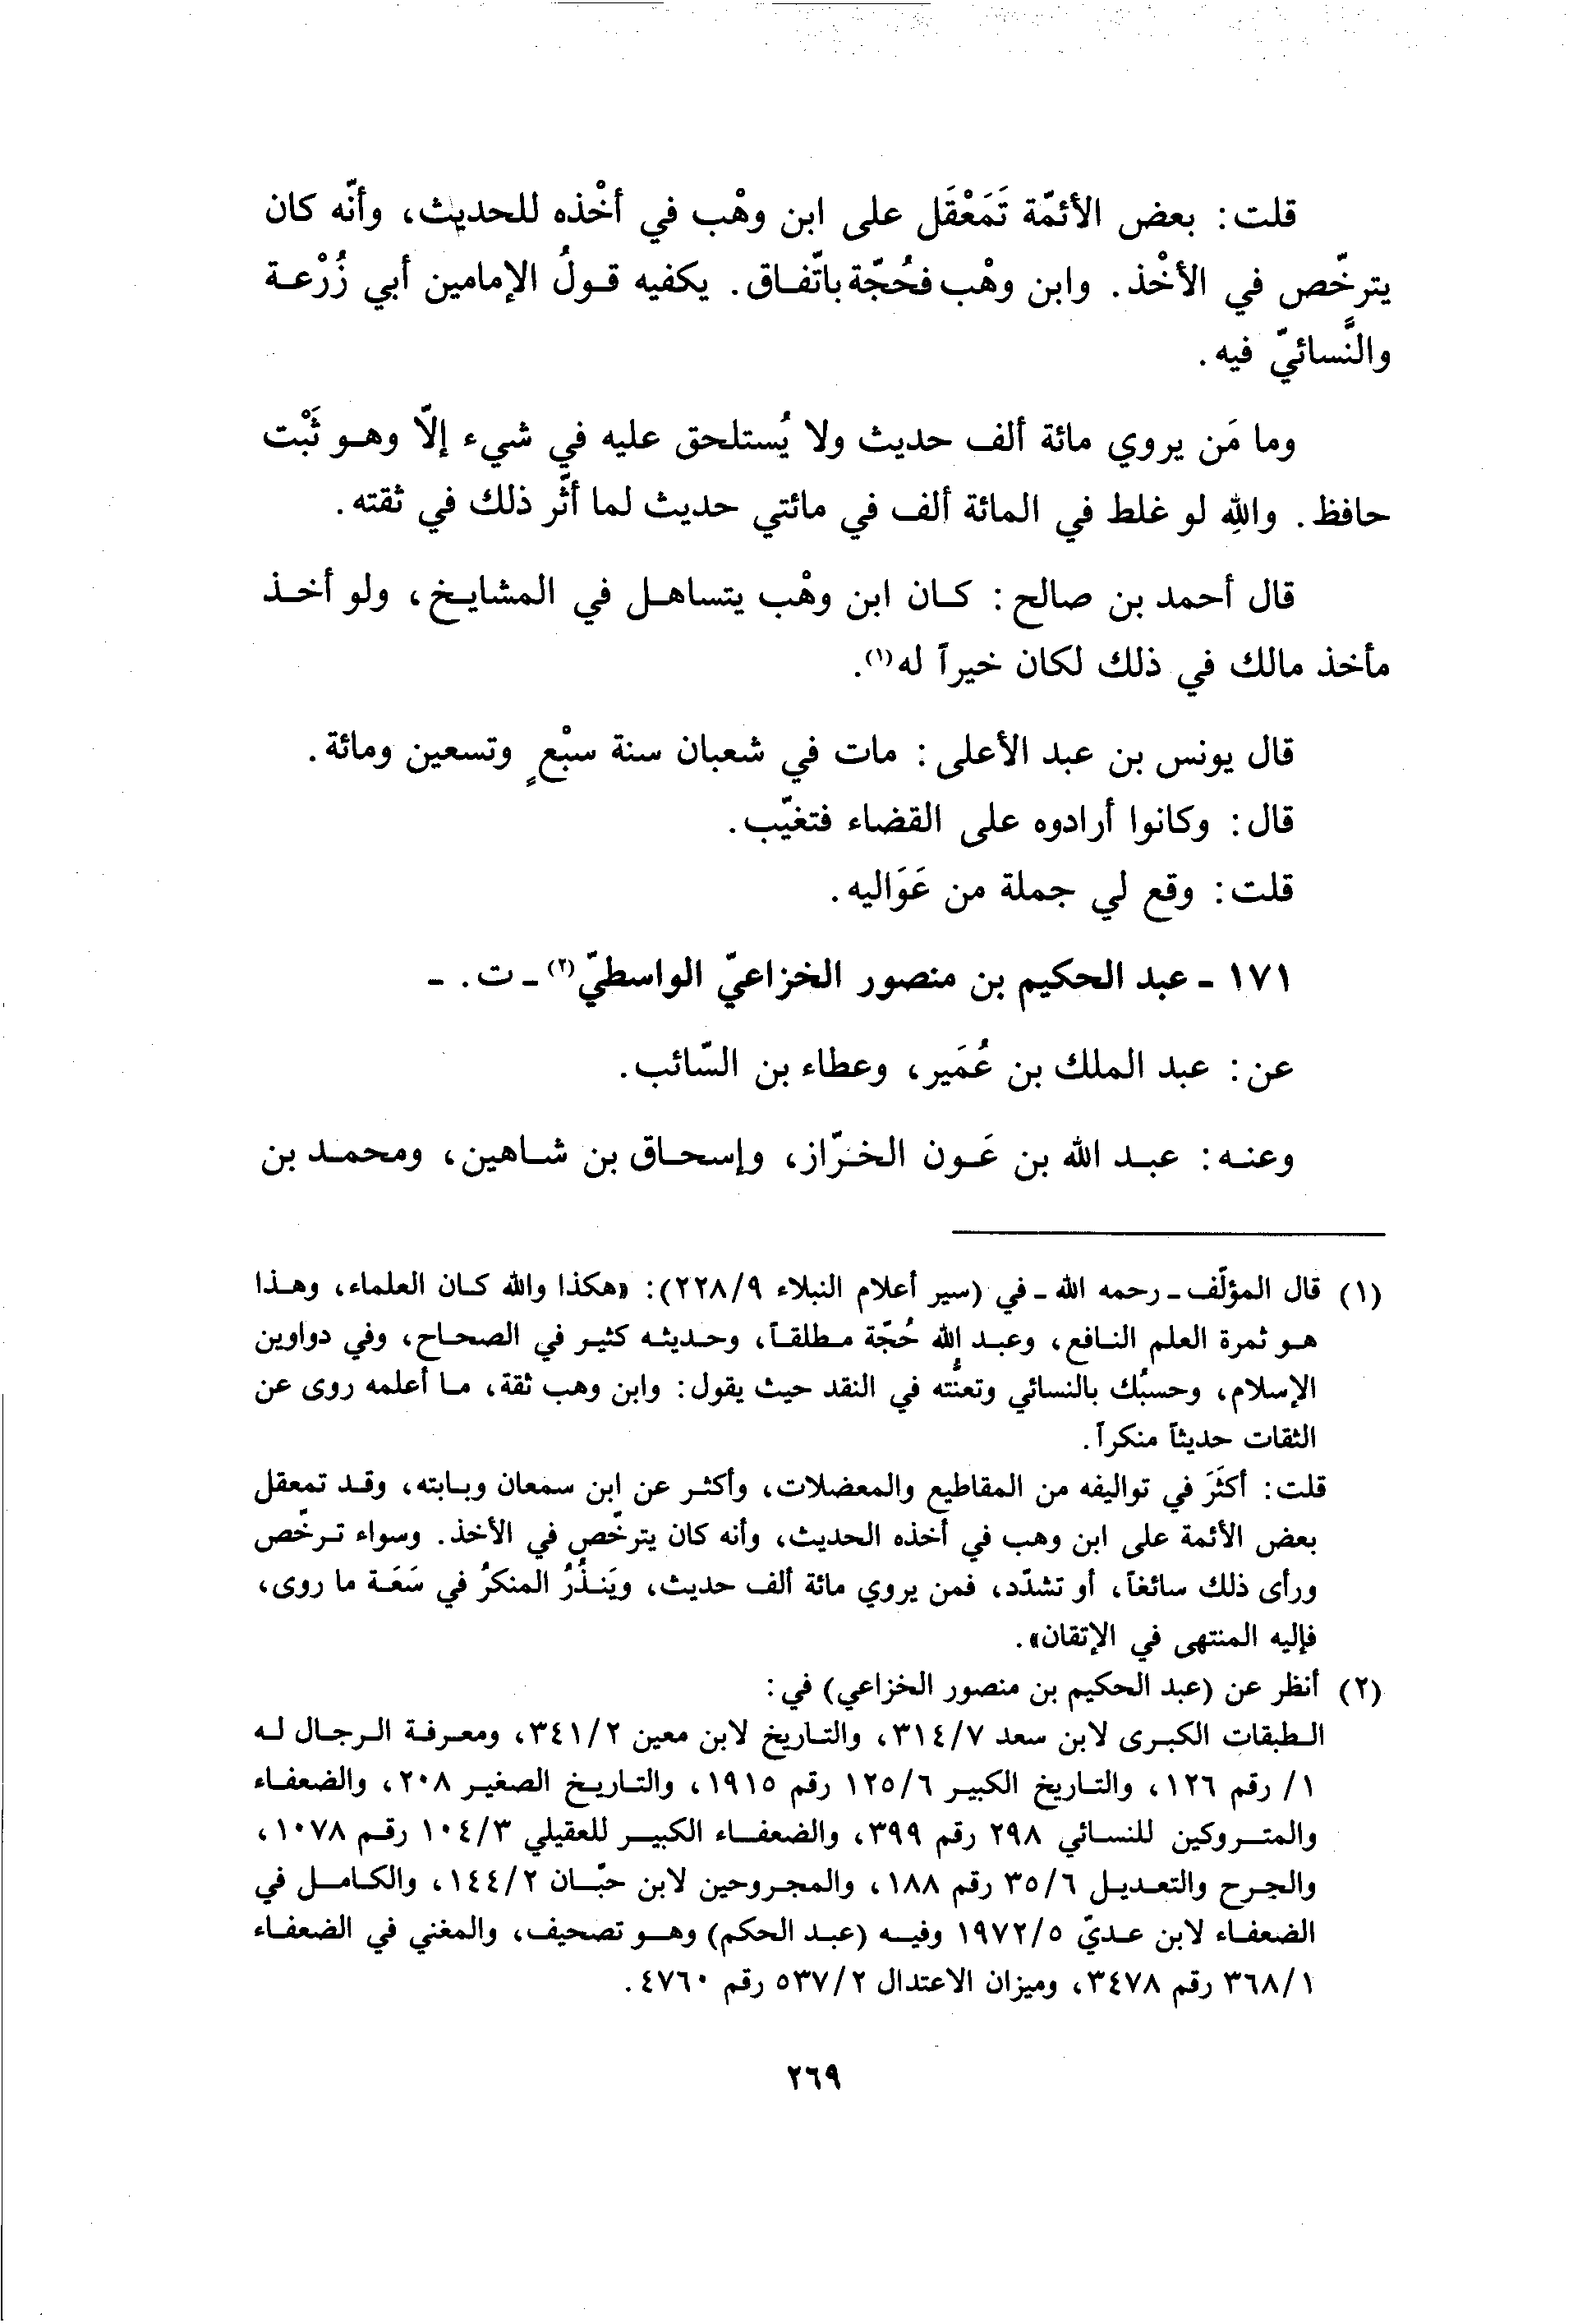 قلت: بعض الأئمّة تَمَعْقَل على ابن وهْب في أخْذه للحديث، وأنّه كان
يترخّص في الأخْذ. وابن وهْب فحُجّة باتّفاق. يكفيه قولُ الإمامين أبي زُرْعة
والنَّسائيّ فيه.
وما مَن يروي مائة ألف حديث ولا يُستلحق عليه في شيء إلاّ وهو ثَبْت
حافظ. واللهِ لو غلط في المائة ألف في مائتي حديث لما أثّر ذلك في ثقته.
قال أحمد بن صالح: كان ابن وهْب يتساهل في المشايخ، ولو أخذ
مأخذ مالك في ذلك لكان خيراً له(١).
قال يونس بن عبد الأعلى: مات في شعبان سنة سبْعٍ وتسعين ومائة.
قال: وكانوا أرادوه على القضاء فتغيّب.
قلت: وقع لي جملة من عَوَاليه.
١٧١ - عبد الحكيم بن منصور الخزاعيّ الواسطيّ(٢) - ت. -
عن: عبد الملك بن عُمَير، وعطاء بن السّائب.
وعنه: عبد الله بن عَون الخرّاز، وإسحاق بن شاهين، ومحمد بن
(١) قال المؤلّف - رحمه الله - في (سير أعلام النبلاء ٢٢٨/٩): «هكذا والله كان العلماء، وهذا
هو ثمرة العلم النافع، وعبد الله حُجّة مطلقاً، وحديثه كثير في الصحاح، وفي دواوين
الإسلام، وحسبُك بالنسائي وتعنُّته في النقد حيث يقول: وابن وهب ثقة، ما أعلمه روى عن
الثقات حديثاً منكراً.
قلت: أكثَرَ في تواليفه من المقاطيع والمعضلات، وأكثر عن ابن سمعان وبابته، وقد تمعقل
بعض الأئمة على ابن وهب في أخذه الحديث، وأنه كان يترخّص في الأخذ. وسواء ترخّص
ورأى ذلك سائغاً، أو تشدّد، فمن يروي مائة ألف حديث، ويَنذُرُ المنكرُ في سَعَة ما روى،
فإليه المنتهى في الإتقان».
(٢) أنظر عن (عبد الحكيم بن منصور الخزاعي) في:
الطبقات الكبرى لابن سعد ٣١٤/٧، والتاريخ لابن معين ٣٤١/٢، ومعرفة الرجال له
١/ رقم ١٢٦، والتاريخ الكبير ١٢٥/٦ رقم ١٩١٥، والتاريخ الصغير ٢٠٨، والضعفاء
والمتروكين للنسائي ٢٩٨ رقم ٣٩٩، والضعفاء الكبير للعقيلي ١٠٤/٣ رقم ١٠٧٨،
والجرح والتعديل ٣٥/٦ رقم ١٨٨، والمجروحين لابن حبّان ١٤٤/٢، والكامل في
الضعفاء لابن عديّ ١٩٧٢/٥ وفيه (عبد الحكم) وهو تصحيف، والمغني في الضعفاء
٣٦٨/١ رقم ٣٤٧٨، وميزان الاعتدال ٥٣٧/٢ رقم ٤٧٦٠.
٢٦٩